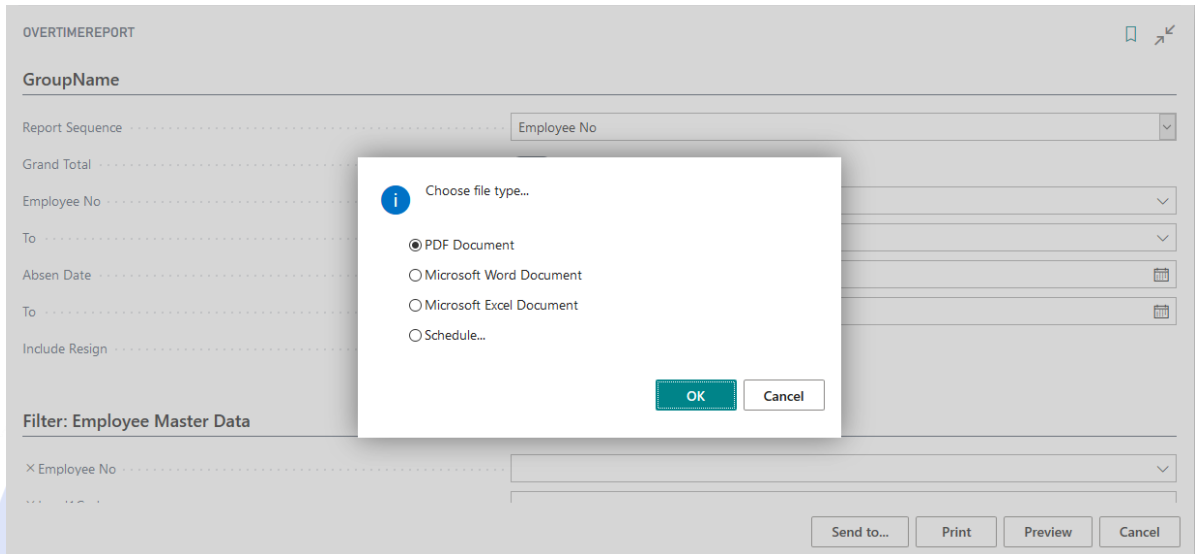 OVERTIMEREPORT
GroupName
Report Sequence
Employee No
Grand Total
Employee No
To
Absen Date
To
Include Resign
Choose file type...
PDF Document
Microsoft Word Document
Microsoft Excel Document
Schedule...
OK Cancel
Filter: Employee Master Data
× Employee No
Send to... Print Preview Cancel